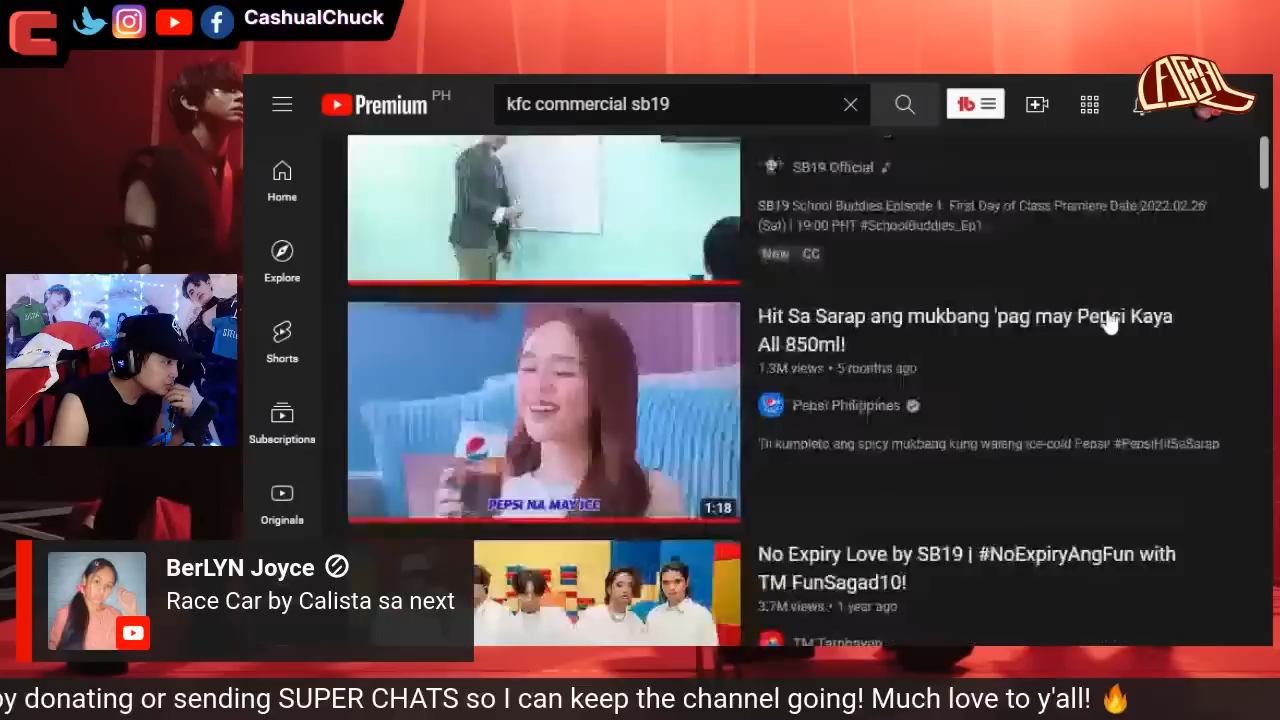 CashualChuck
CASHUAL
Premium PH
kfc commercial sb19
Home
Explore
Shorts
Subscriptions
Originals
SB19 Official
SB19 School Buddies Episode 1 First Day of Class Premiere Date 2022.02.26
(Sat) | 19:00 PHT #SchoolBuddies_Ep1
New CC
PEPSI NA MAY ICE
1:18
Hit Sa Sarap ang mukbang 'pag may Pepsi Kaya
All 850ml!
1.3M views • 5 months ago
Pepsi Philippines
kumpleto ang spicy mukbang kung walang ice-cold Pepsi! #PepsiHitSaSarap
No Expiry Love by SB19 | #NoExpiryAngFun with
TM FunSagad10!
3.7M views • 1 year ago
TM Tambayan
BerLYN Joyce
Race Car by Calista sa next
by donating or sending SUPER CHATS so I can keep the channel going! Much love to y'all! 🔥